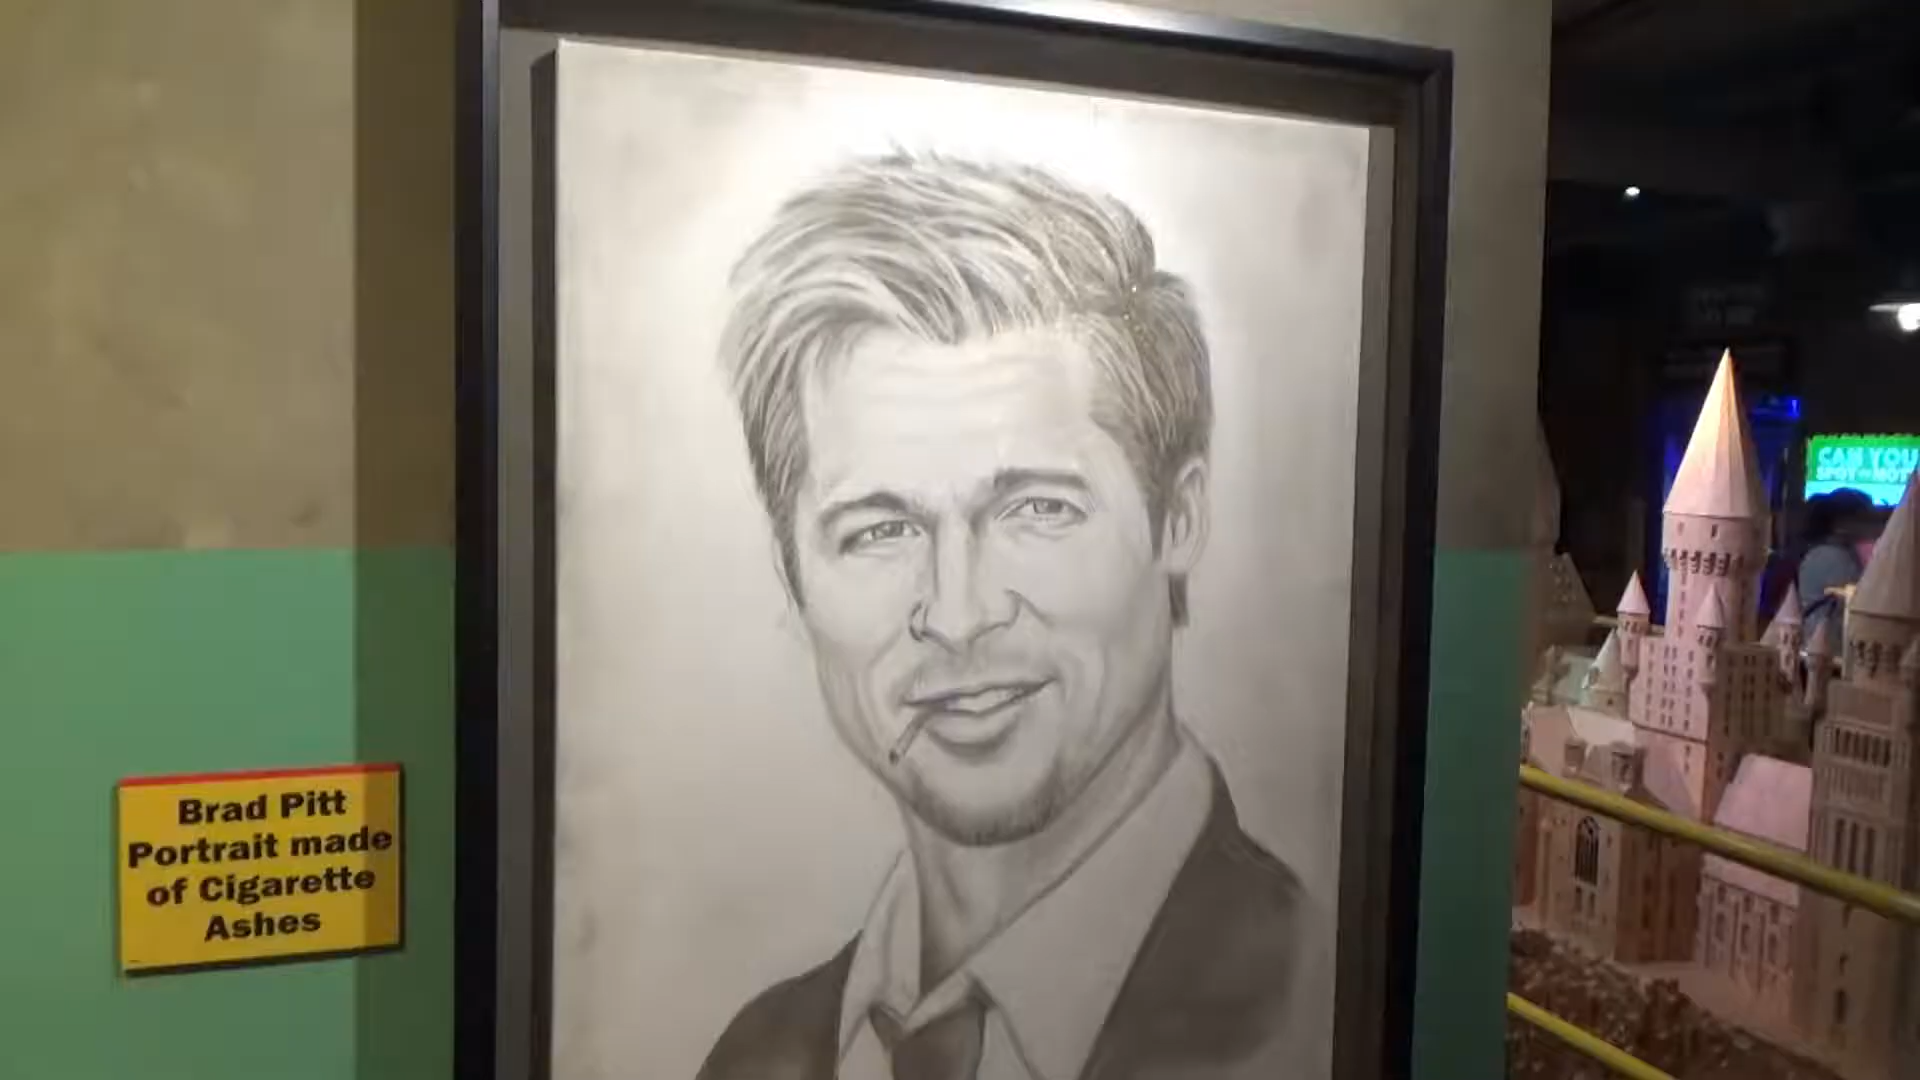 Brad Pitt
Portrait made
of Cigarette
Ashes
CAN YOU